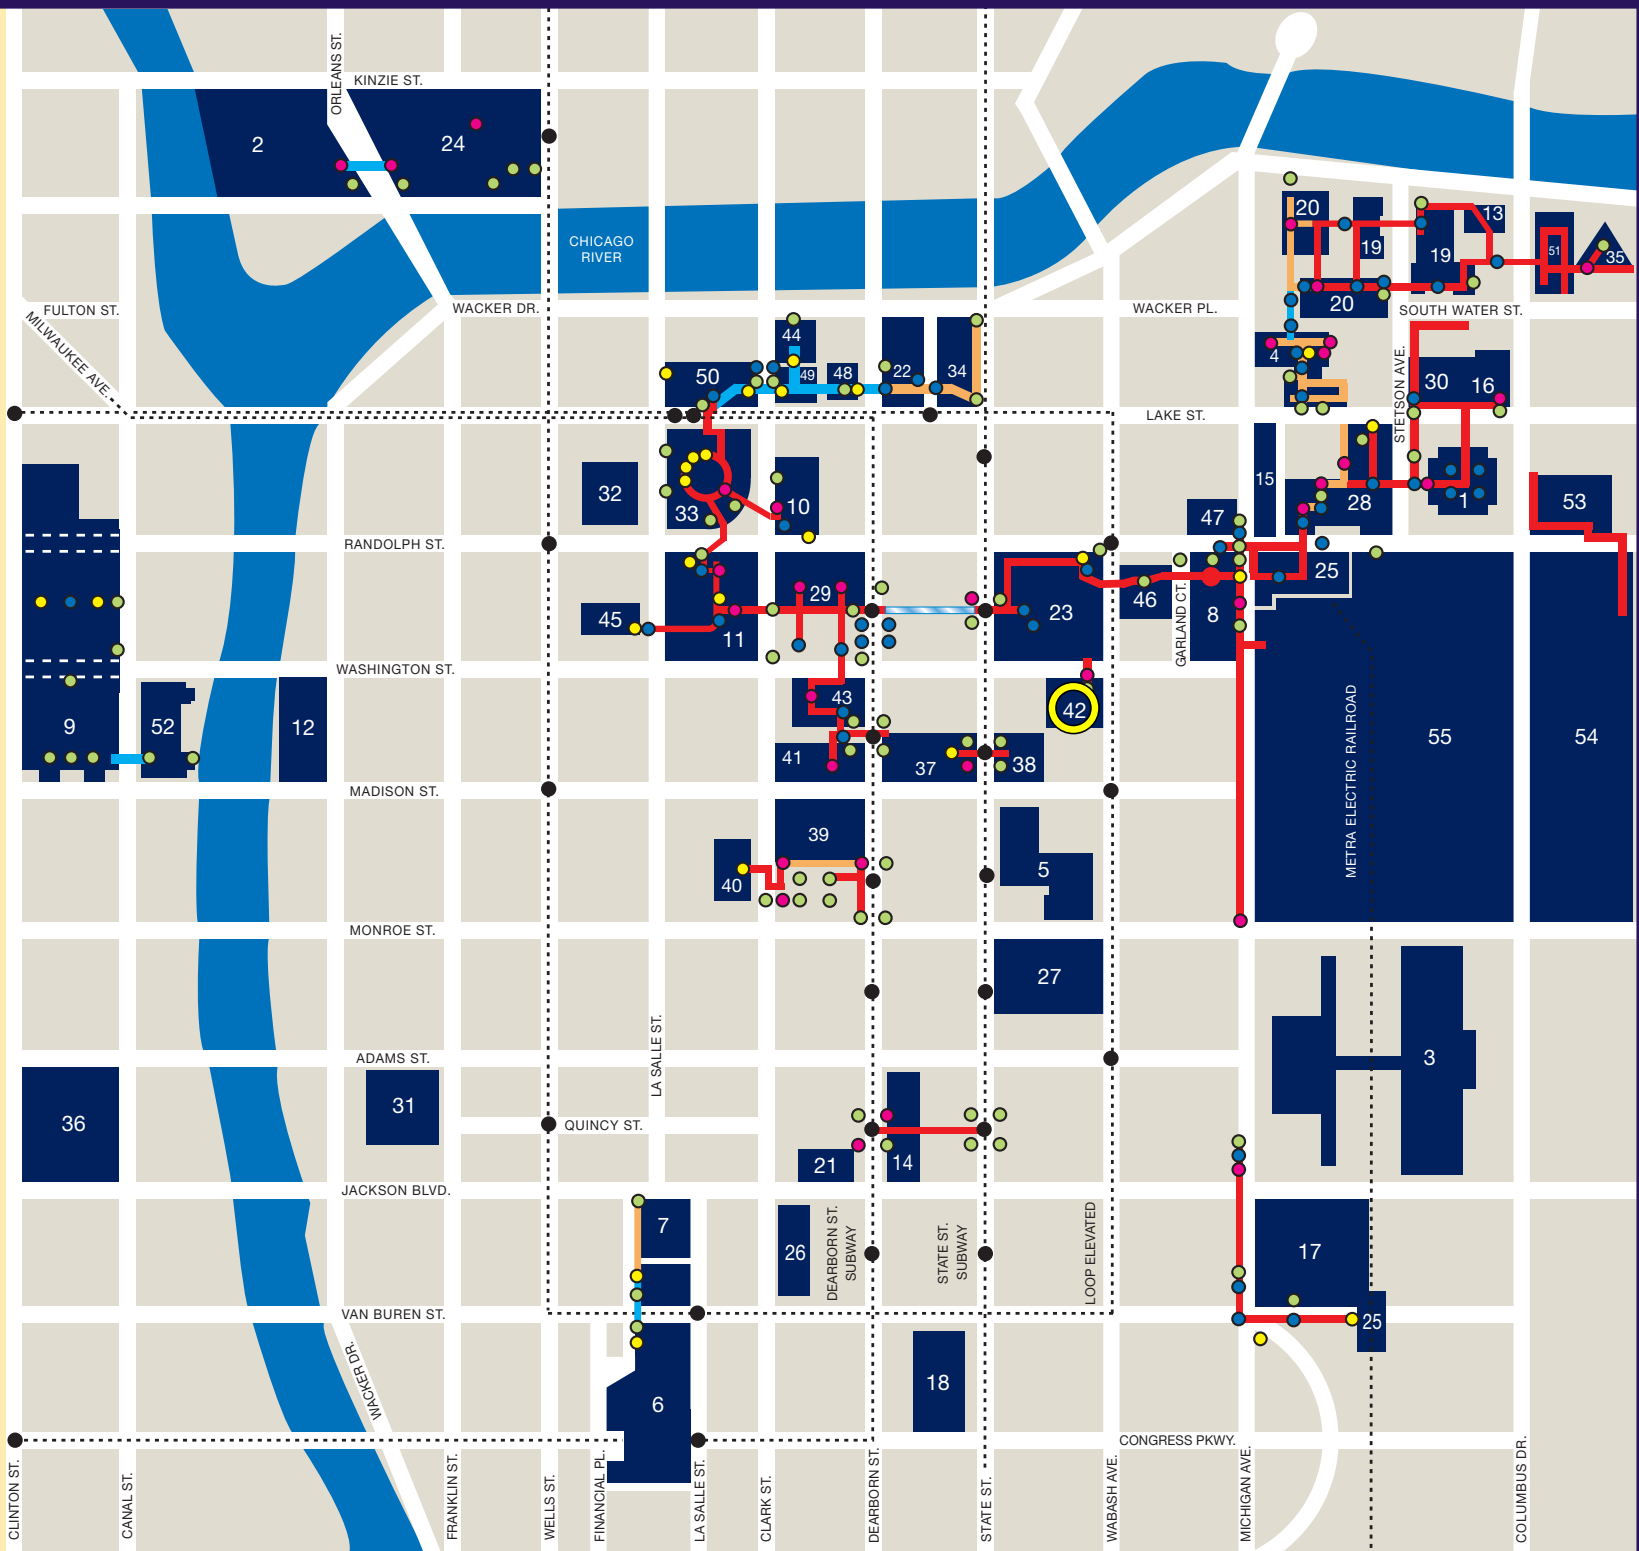 ORLEANS ST.
KINZIE ST.
2
24
CHICAGO
RIVER
20
19
19
13
51
35
20
FULTON ST.
WACKER DR.
WACKER PL.
SOUTH WATER ST.
MILWAUKEE AVE.
44
4
50
49
48
22
34
30
16
STETSON AVE.
LAKE ST.
32
33
10
15
47
28
1
53
RANDOLPH ST.
25
29
23
46
GARLAND CT.
8
45
11
WASHINGTON ST.
9
52
12
43
42
41
37
38
METRA ELECTRIC RAILROAD
55
54
MADISON ST.
39
40
5
MONROE ST.
27
LA SALLE ST.
ADAMS ST.
3
36
31
QUINCY ST.
21
14
JACKSON BLVD.
7
26
DEARBORN ST.
SUBWAY
STATE ST.
SUBWAY
LOOP ELEVATED
17
VAN BUREN ST.
25
WACKER DR.
6
18
CONGRESS PKWY.
CLINTON ST.
CANAL ST.
FRANKLIN ST.
WELLS ST.
FINANCIAL PL.
LA SALLE ST.
CLARK ST.
DEARBORN ST.
STATE ST.
WABASH AVE.
MICHIGAN AVE.
COLUMBUS DR.